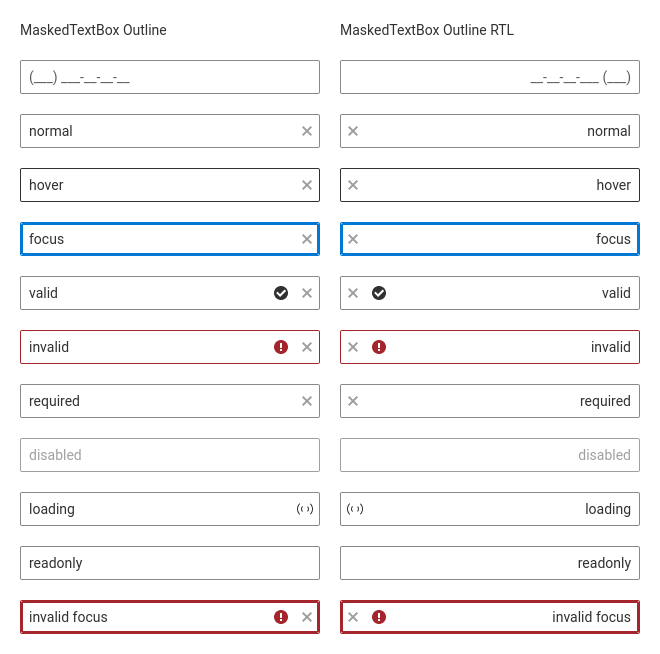 MaskedTextBox Outline
MaskedTextBox Outline RTL
(___) ___-__-__-__
__-__-__-___ (___)
normal
normal
hover
hover
focus
focus
valid
valid
invalid
invalid
required
required
disabled
disabled
loading
loading
readonly
readonly
invalid focus
invalid focus